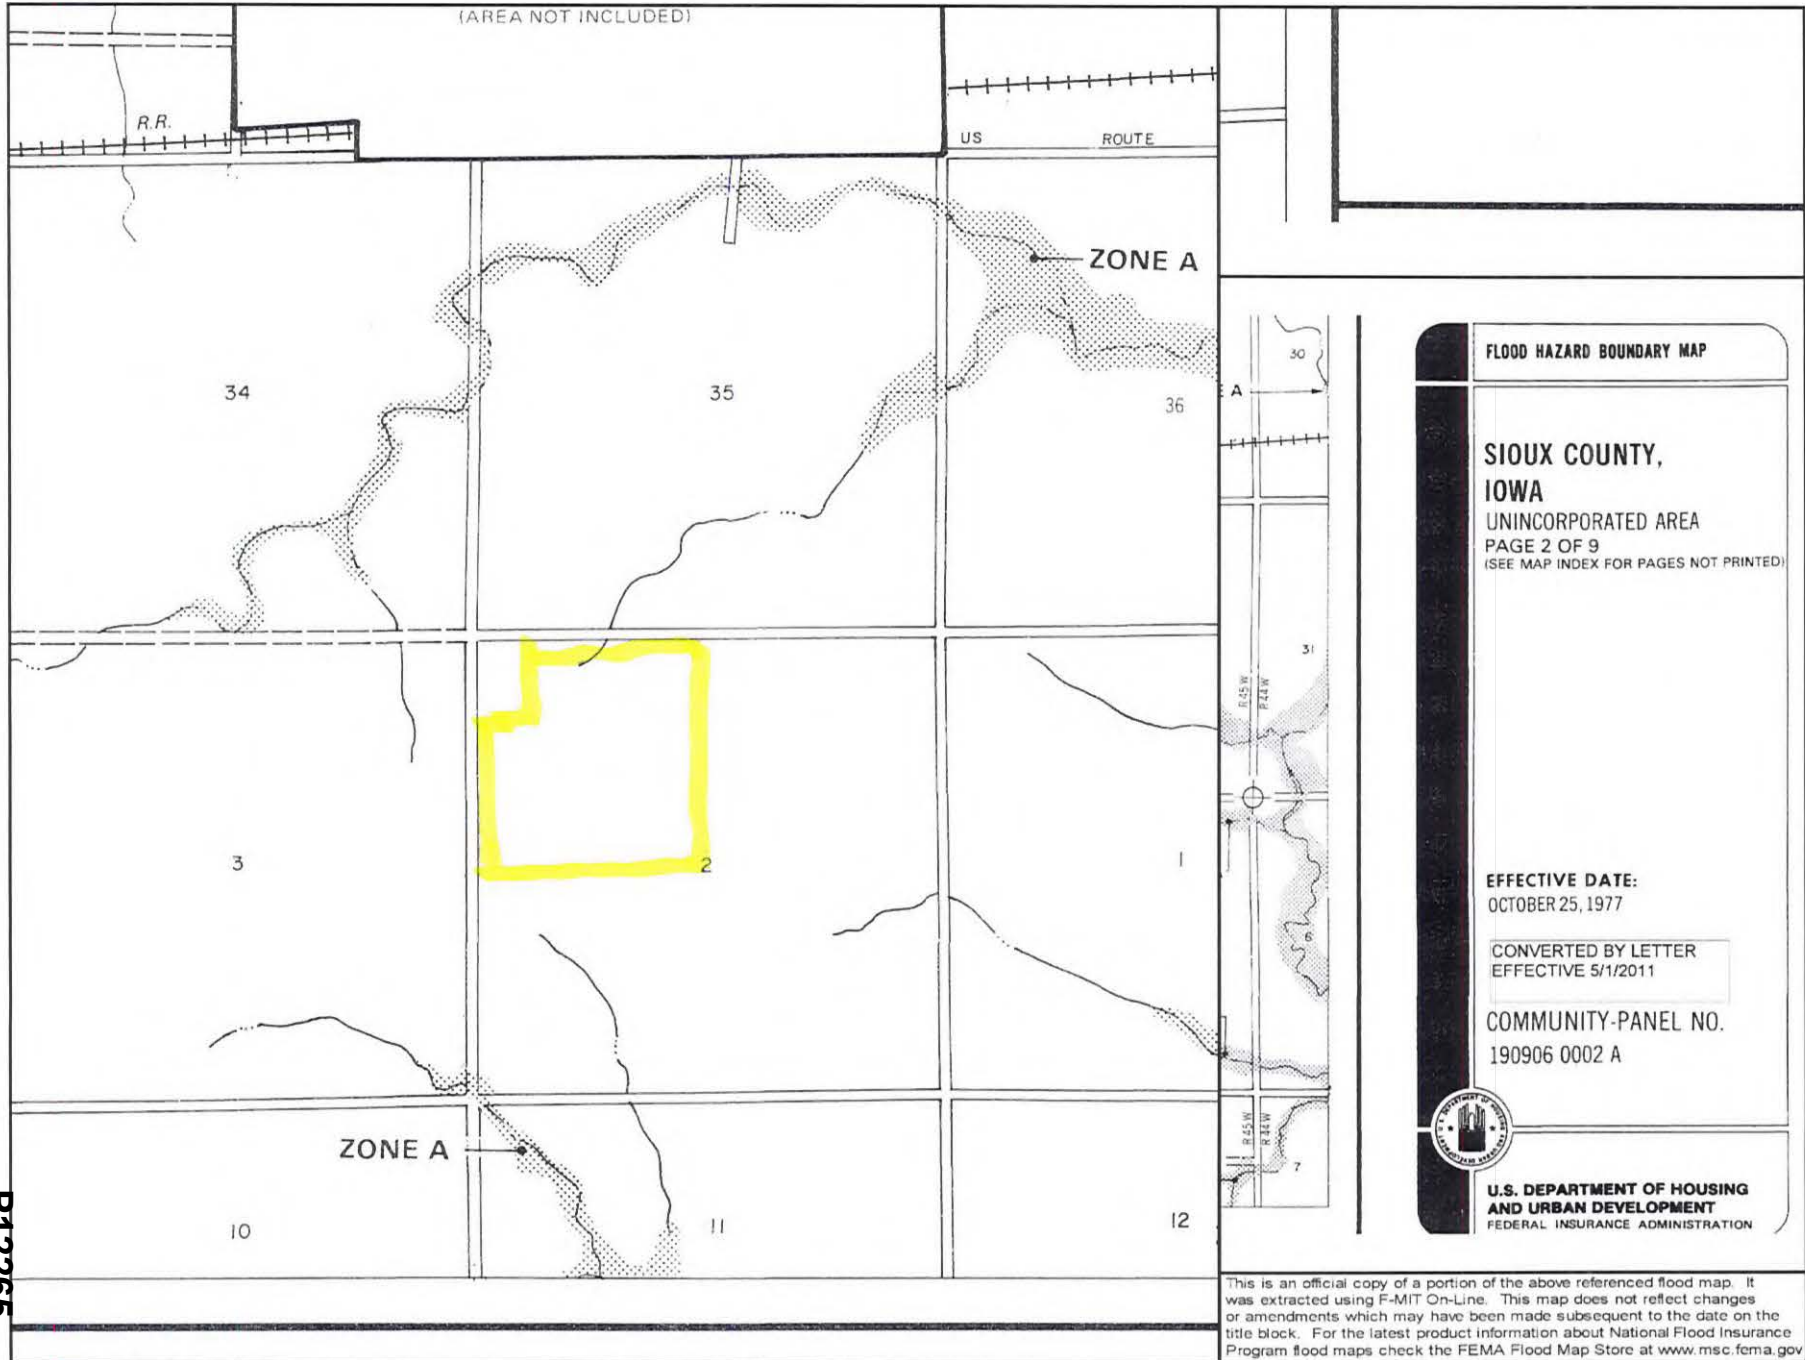 (AREA NOT INCLUDED)
R.R.
US ROUTE
ZONE A
34
35
36
3
2
1
ZONE A
10
11
12
30
A
31
R45W
R44W
6
R45W
R44W
7
FLOOD HAZARD BOUNDARY MAP
SIOUX COUNTY,
IOWA
UNINCORPORATED AREA
PAGE 2 OF 9
(SEE MAP INDEX FOR PAGES NOT PRINTED)
EFFECTIVE DATE:
OCTOBER 25, 1977
CONVERTED BY LETTER
EFFECTIVE 5/1/2011
COMMUNITY-PANEL NO.
190906 0002 A
U.S. DEPARTMENT OF HOUSING
AND URBAN DEVELOPMENT
FEDERAL INSURANCE ADMINISTRATION
This is an official copy of a portion of the above referenced flood map. It
was extracted using F-MIT On-Line. This map does not reflect changes
or amendments which may have been made subsequent to the date on the
title block. For the latest product information about National Flood Insurance
Program flood maps check the FEMA Flood Map Store at www.msc.fema.gov